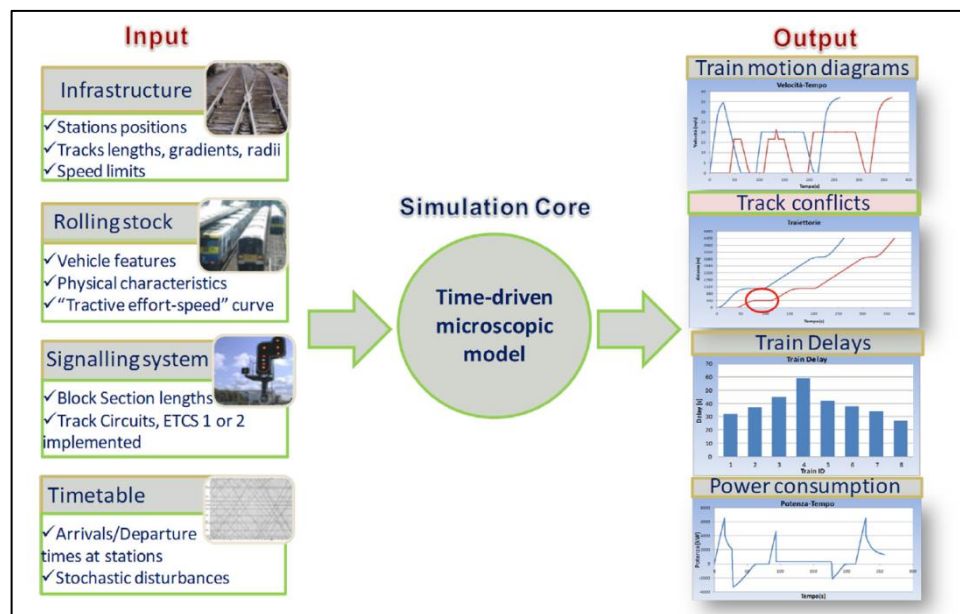 Input
Infrastructure
✓Stations positions
✓Tracks lengths, gradients, radii
✓Speed limits
Rolling stock
✓Vehicle features
✓Physical characteristics
✓“Tractive effort-speed” curve
Signalling system
✓Block Section lengths
✓Track Circuits, ETCS 1 or 2
implemented
Timetable
✓Arrivals/Departure
times at stations
✓Stochastic disturbances
Simulation Core
Time-driven
microscopic
model
Output
Train motion diagrams
Velocità-Tempo
Tempo[s]
Track conflicts
Traiettorie
Tempo[s]
Train Delays
Train Delay
Delay [s]
70
60
50
40
30
20
10
0
1 2 3 4 5 6 7 8
Train ID
Power consumption
Potenza-Tempo
Potenza [kW]
Tempo[s]